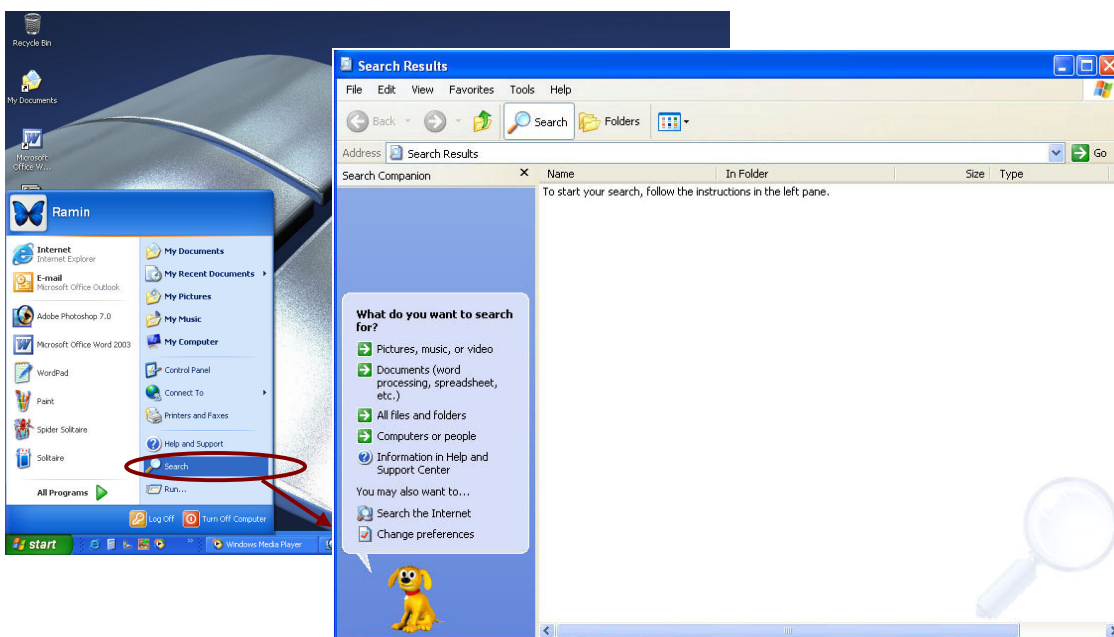 Recycle Bin
My Documents
Microsoft
Office W...
Ramin
Internet
Internet Explorer
E-mail
Microsoft Office Outlook
Adobe Photoshop 7.0
Microsoft Office Word 2003
WordPad
Paint
Spider Solitaire
Solitaire
All Programs
My Documents
My Recent Documents
My Pictures
My Music
My Computer
Control Panel
Connect To
Printers and Faxes
Help and Support
Search
Run...
Log Off Turn Off Computer
start Windows Media Player
Search Results
File Edit View Favorites Tools Help
Back Search Folders
Address Search Results Go
Search Companion Name In Folder Size Type
To start your search, follow the instructions in the left pane.
What do you want to search
for?
Pictures, music, or video
Documents (word
processing, spreadsheet,
etc.)
All files and folders
Computers or people
Information in Help and
Support Center
You may also want to...
Search the Internet
Change preferences